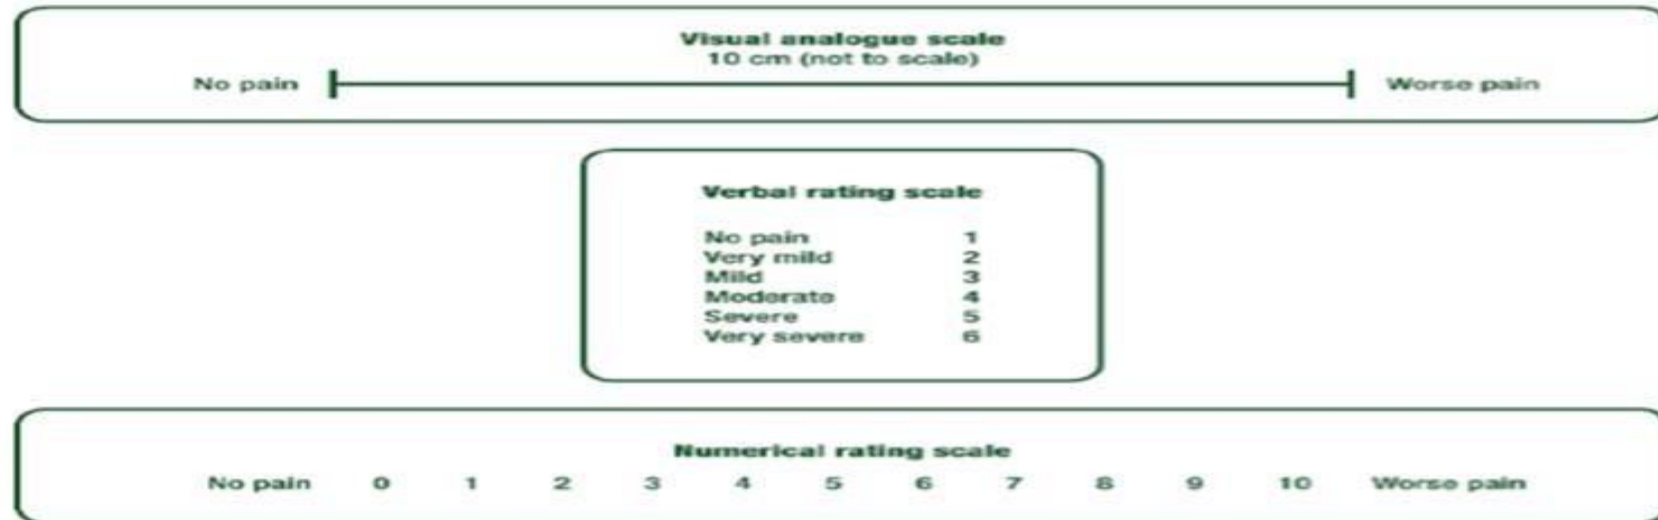 Visual analogue scale
10 cm (not to scale)
No pain Worse pain
Verbal rating scale
No pain 1
Very mild 2
Mild 3
Moderate 4
Severe 5
Very severe 6
Numerical rating scale
No pain 0 1 2 3 4 5 6 7 8 9 10 Worse pain